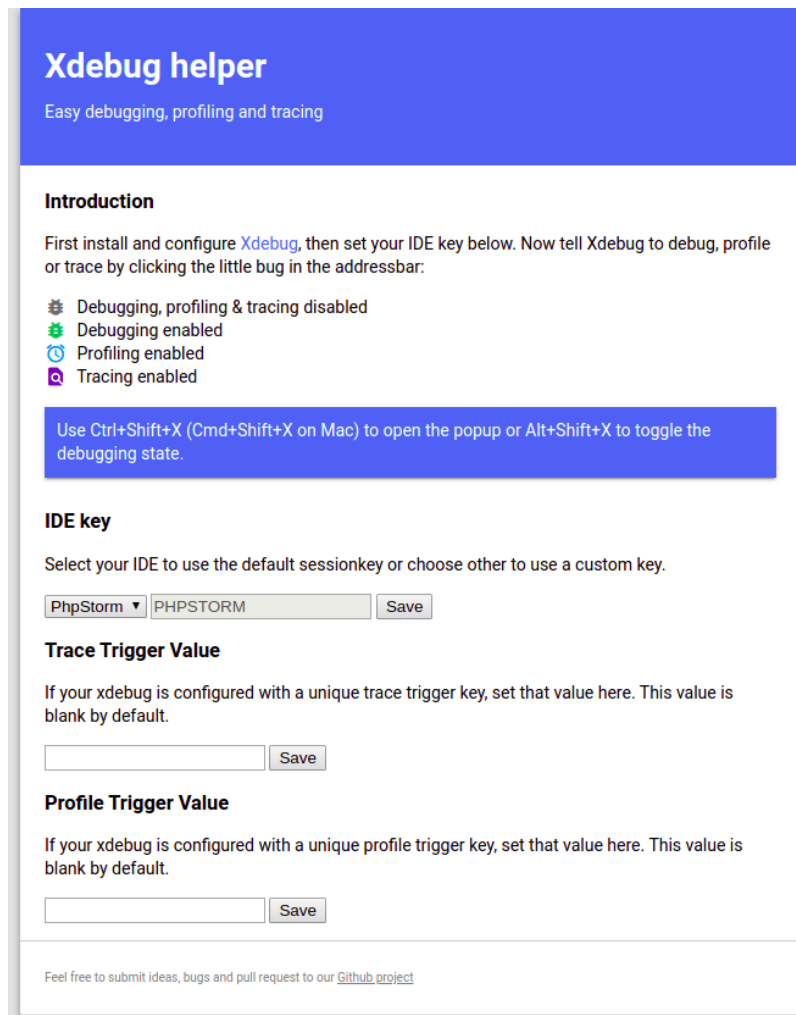 Xdebug helper
Easy debugging, profiling and tracing
Introduction
First install and configure Xdebug, then set your IDE key below. Now tell Xdebug to debug, profile
or trace by clicking the little bug in the addressbar:
Debugging, profiling & tracing disabled
Debugging enabled
Profiling enabled
Tracing enabled
Use Ctrl+Shift+X (Cmd+Shift+X on Mac) to open the popup or Alt+Shift+X to toggle the
debugging state.
IDE key
Select your IDE to use the default sessionkey or choose other to use a custom key.
PhpStorm PHPSTORM Save
Trace Trigger Value
If your xdebug is configured with a unique trace trigger key, set that value here. This value is
blank by default.
Save
Profile Trigger Value
If your xdebug is configured with a unique profile trigger key, set that value here. This value is
blank by default.
Save
Feel free to submit ideas, bugs and pull request to our Github project